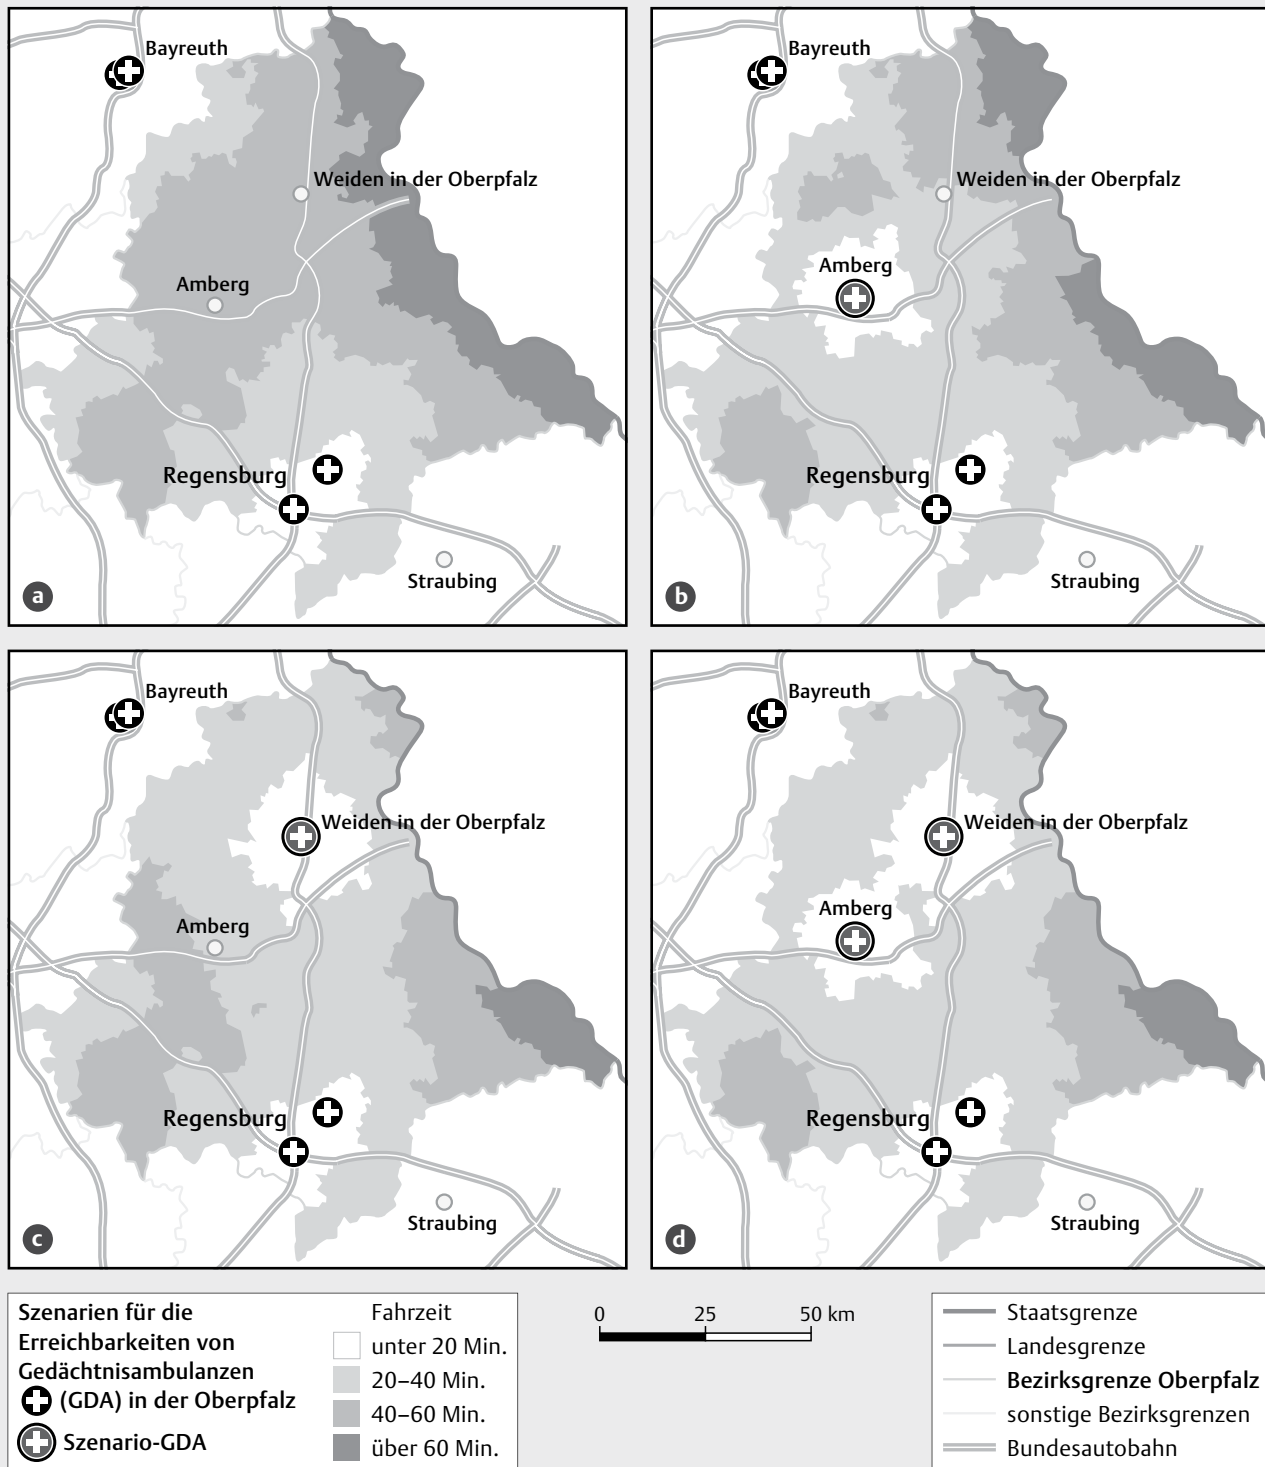 Bayreuth
Weiden in der Oberpfalz
Amberg
Regensburg
Straubing
a
Bayreuth
Weiden in der Oberpfalz
Amberg
Regensburg
Straubing
b
Bayreuth
Weiden in der Oberpfalz
Amberg
Regensburg
Straubing
c
Bayreuth
Weiden in der Oberpfalz
Amberg
Regensburg
Straubing
d
Szenarien für die
Erreichbarkeiten von
Gedächtnisambulanzen
(GDA) in der Oberpfalz
Szenario-GDA
Fahrzeit
unter 20 Min.
20–40 Min.
40–60 Min.
über 60 Min.
0 25 50 km
Staatsgrenze
Landesgrenze
Bezirksgrenze Oberpfalz
sonstige Bezirksgrenzen
Bundesautobahn